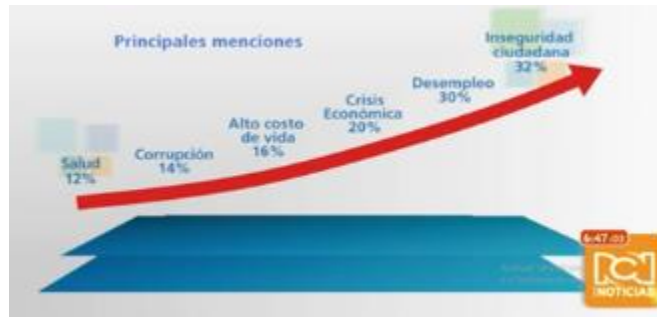 Principales menciones
Inseguridad
ciudadana
32%
Desempleo
30%
Crisis
Económica
20%
Alto costo
de vida
16%
Corrupción
14%
Salud
12%
6:47:03
RCN
NOTICIAS